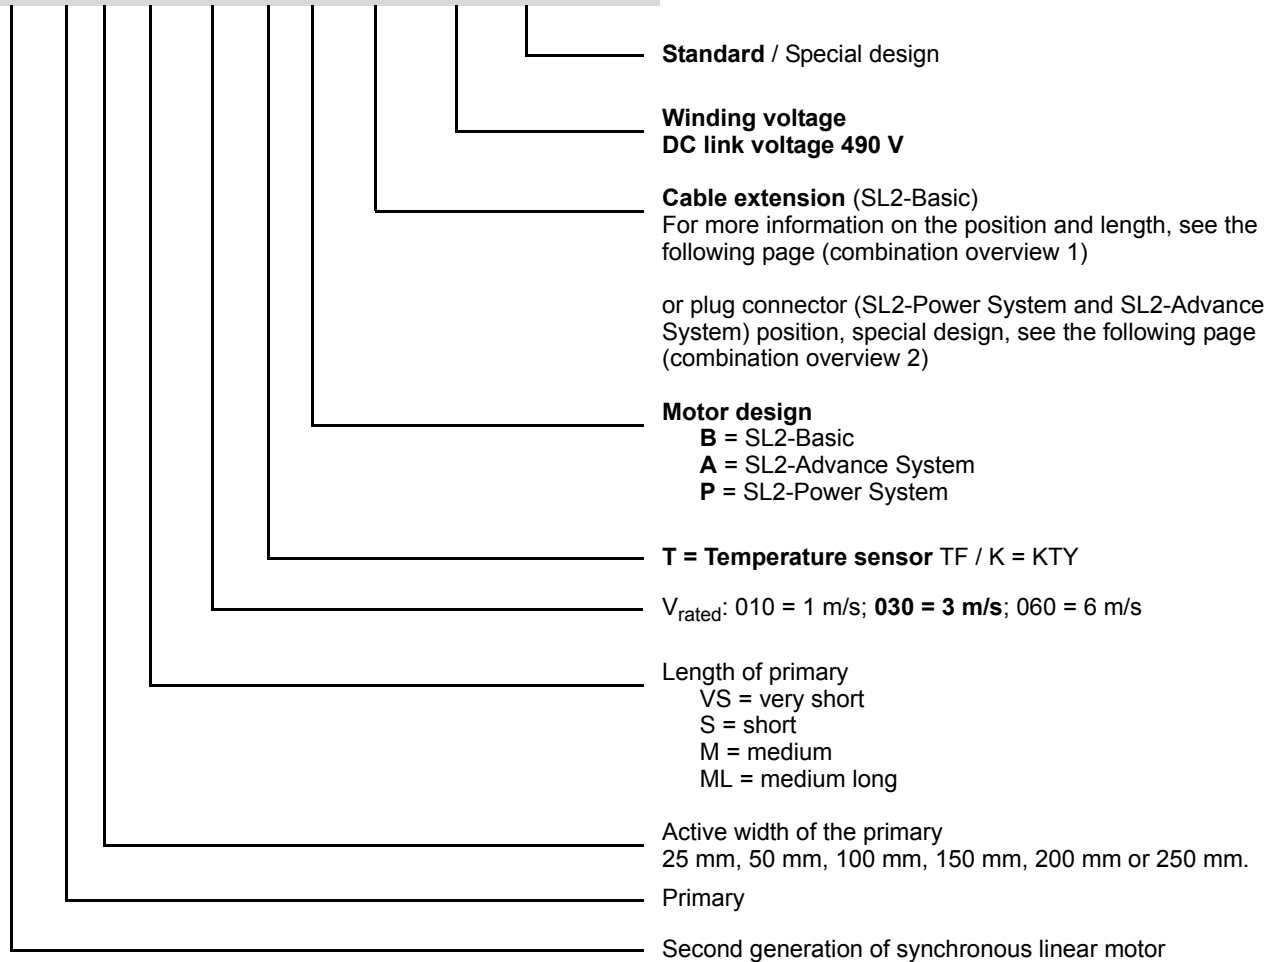 Standard / Special design
Winding voltage
DC link voltage 490 V
Cable extension (SL2-Basic)
For more information on the position and length, see the
following page (combination overview 1)
or plug connector (SL2-Power System and SL2-Advance
System) position, special design, see the following page
(combination overview 2)
Motor design
B = SL2-Basic
A = SL2-Advance System
P = SL2-Power System
T = Temperature sensor TF / K = KTY
Vrated: 010 = 1 m/s; 030 = 3 m/s; 060 = 6 m/s
Length of primary
VS = very short
S = short
M = medium
ML = medium long
Active width of the primary
25 mm, 50 mm, 100 mm, 150 mm, 200 mm or 250 mm.
Primary
Second generation of synchronous linear motor